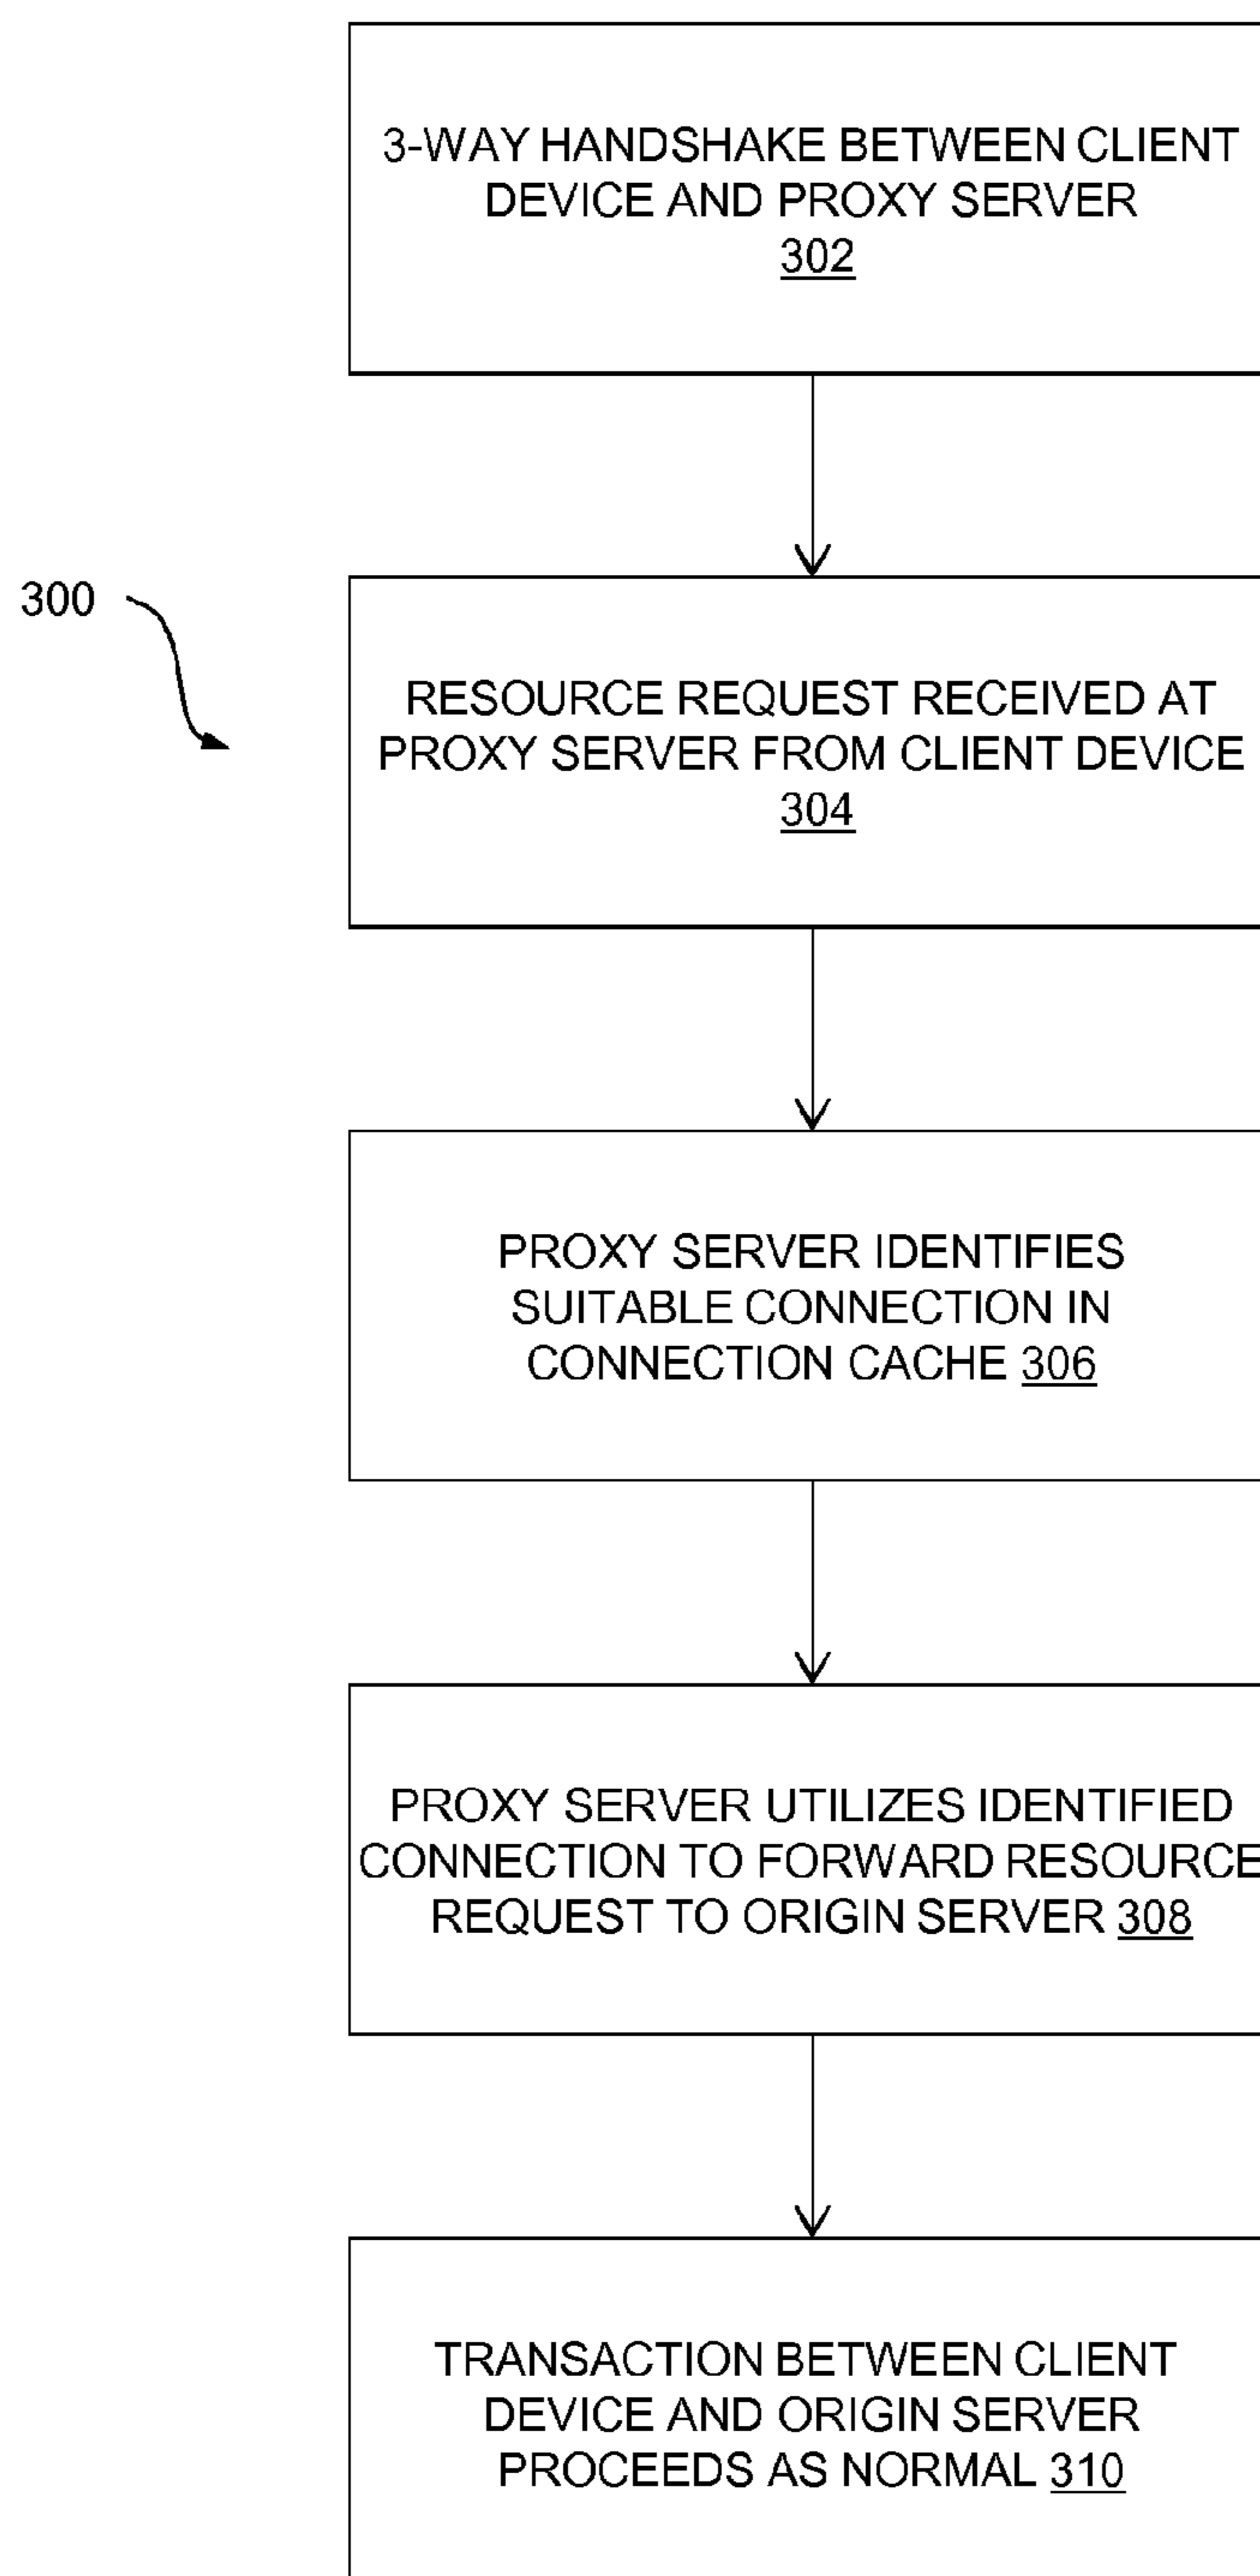 3-WAY HANDSHAKE BETWEEN CLIENT
DEVICE AND PROXY SERVER
302
300
RESOURCE REQUEST RECEIVED AT
PROXY SERVER FROM CLIENT DEVICE
304
PROXY SERVER IDENTIFIES
SUITABLE CONNECTION IN
CONNECTION CACHE 306
PROXY SERVER UTILIZES IDENTIFIED
CONNECTION TO FORWARD RESOURCE
REQUEST TO ORIGIN SERVER 308
TRANSACTION BETWEEN CLIENT
DEVICE AND ORIGIN SERVER
PROCEEDS AS NORMAL 310